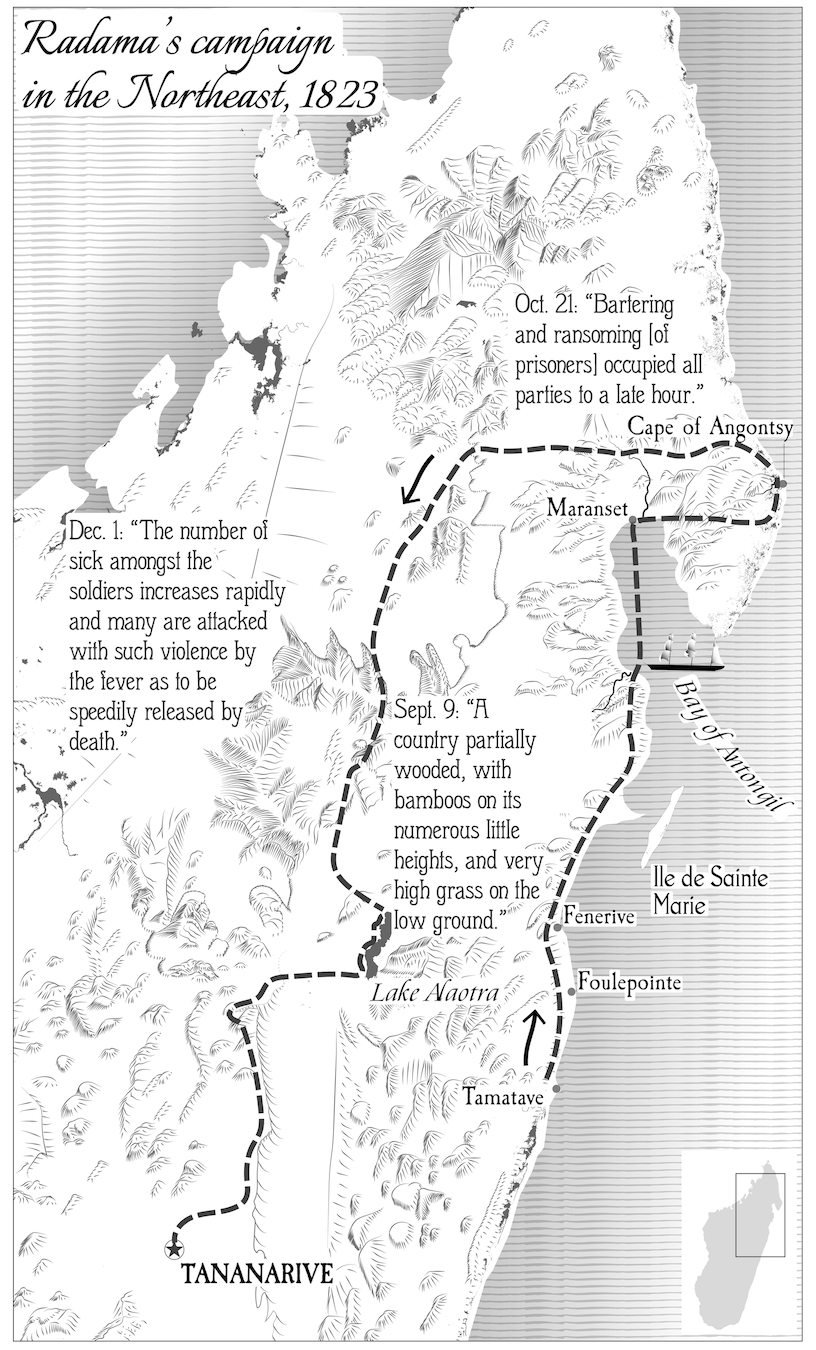 Radama's campaign
in the Northeast, 1823
Oct. 21: “Bartering
and ransoming [of
prisoners] occupied all
parties to a late hour.”
Cape of Angontsy
Maranset
Dec. 1: “The number of
sick amongst the
soldiers increases rapidly
and many are attacked
with such violence by
the fever as to be
speedily released by
death.”
Bay of Antongil
Sept. 9: “A
country partially
wooded, with
bamboos on its
numerous little
heights, and very
high grass on the
low ground.”
Ile de Sainte
Marie
Fenerive
Foulepointe
Lake Alaotra
Tamatave
TANANARIVE